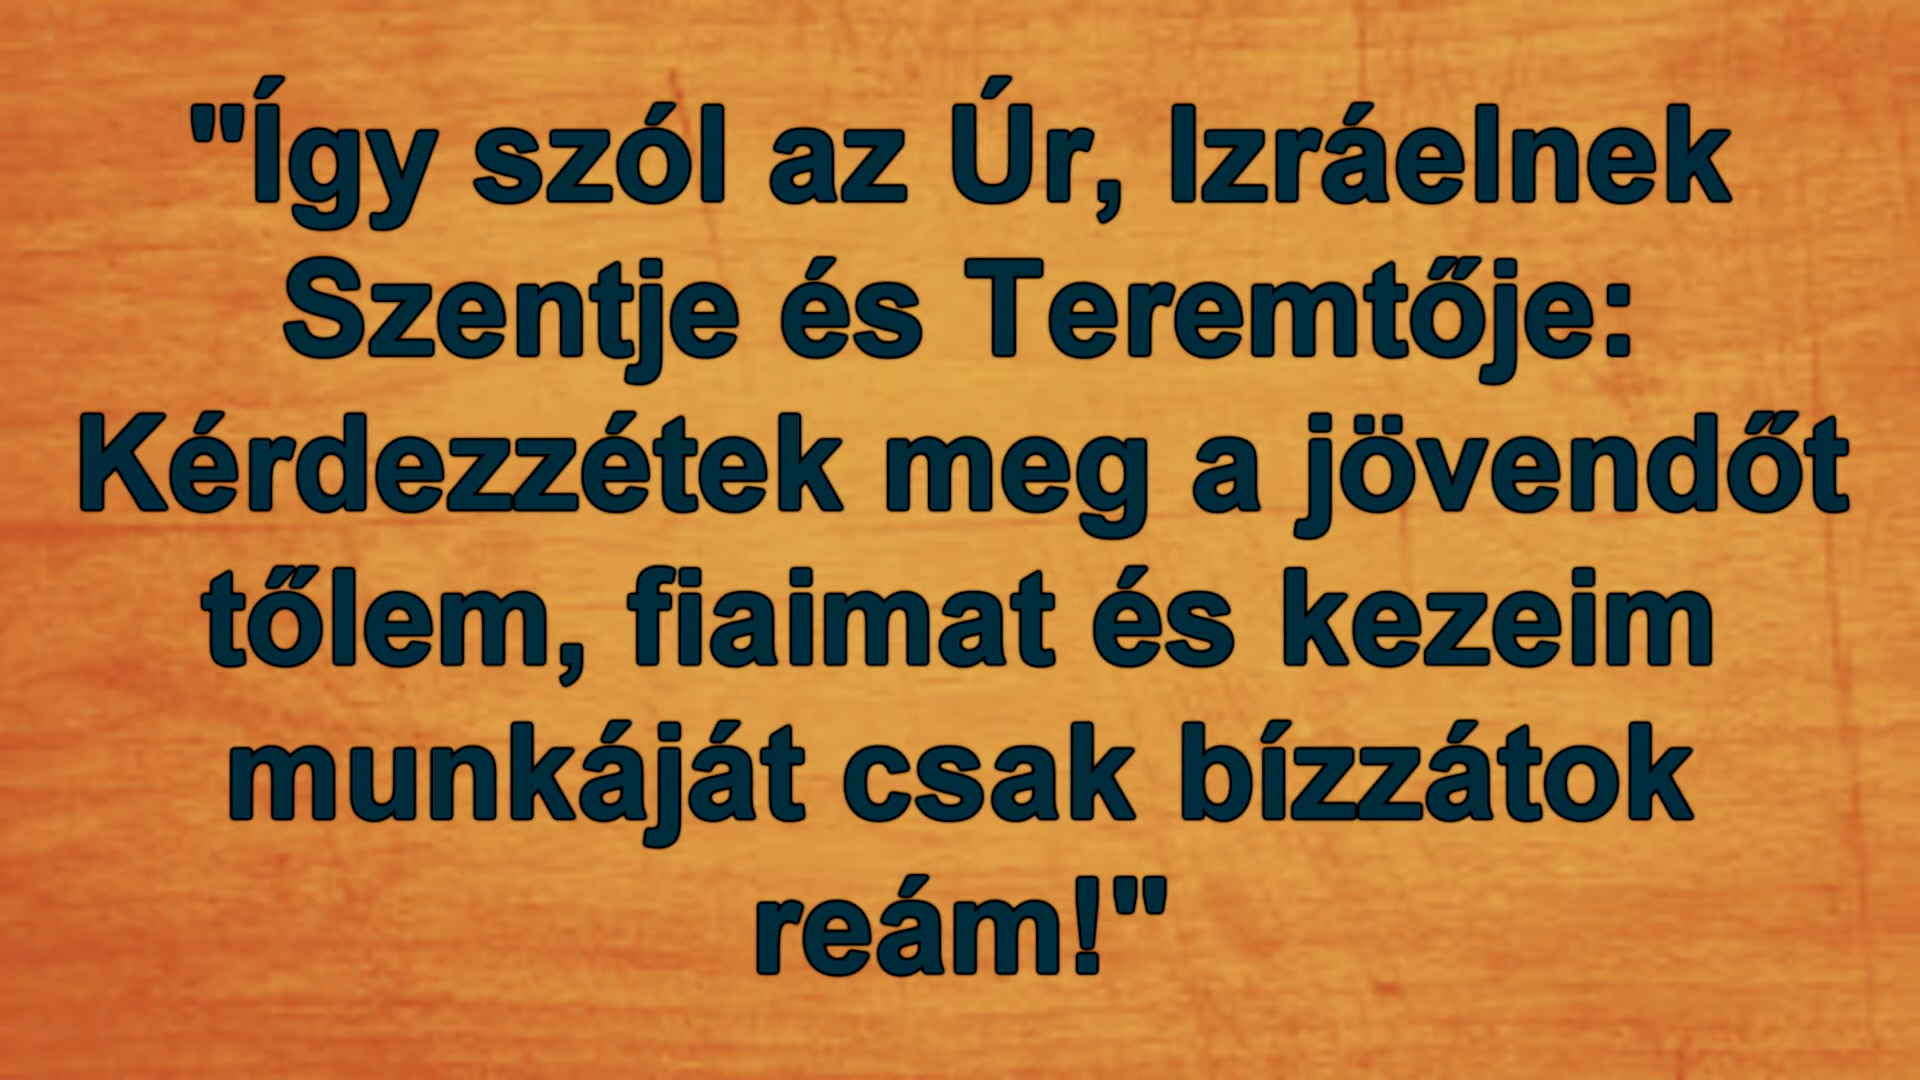 "Így szól az Úr, Izráelnek
Szentje és Teremtője:
Kérdezzétek meg a jövendőt
tőlem, fiaimat és kezeim
munkáját csak bízzátok
reám!"